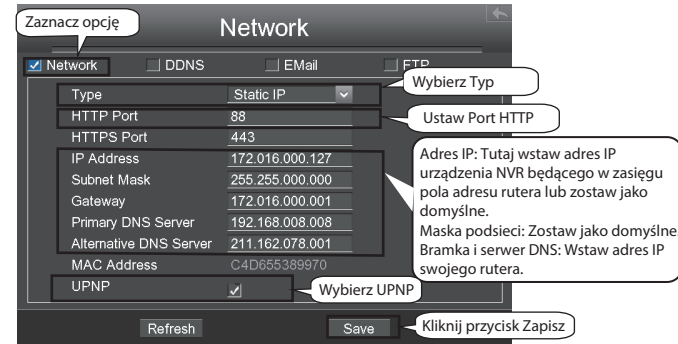 Zaznacz opcję
Network
Network
DDNS
EMail
FTP
Wybierz Typ
Type
Static IP
HTTP Port
88
Ustaw Port HTTP
HTTPS Port
443
IP Address
172.016.000.127
Subnet Mask
255.255.000.000
Gateway
172.016.000.001
Primary DNS Server
192.168.008.008
Alternative DNS Server
211.162.078.001
MAC Address
C4D655389970
Adres IP: Tutaj wstaw adres IP
urządzenia NVR będącego w zasięgu
pola adresu rutera lub zostaw jako
domyślne.
Maska podsieci: Zostaw jako domyślne.
Bramka i serwer DNS: Wstaw adres IP
swojego rutera.
UPNP
Wybierz UPNP
Refresh
Save
Kliknij przycisk Zapisz